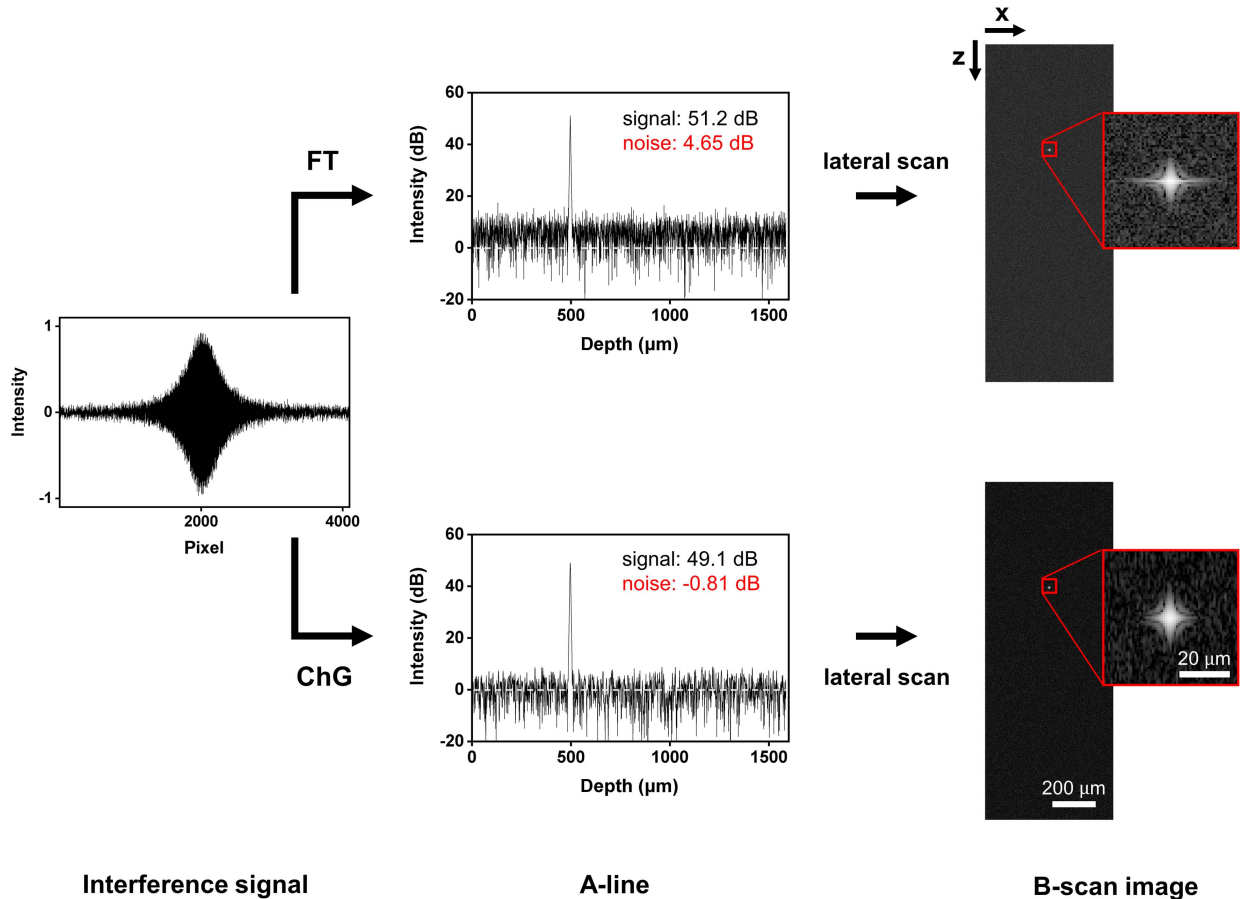 x
z
60
40
20
0
-20
Intensity (dB)
signal: 51.2 dB
noise: 4.65 dB
0
500
1000
1500
Depth (µm)
FT
lateral scan
1
0
-1
Intensity
2000
4000
Pixel
ChG
60
40
20
0
-20
Intensity (dB)
signal: 49.1 dB
noise: -0.81 dB
0
500
1000
1500
Depth (µm)
lateral scan
20 µm
200 µm
Interference signal
A-line
B-scan image